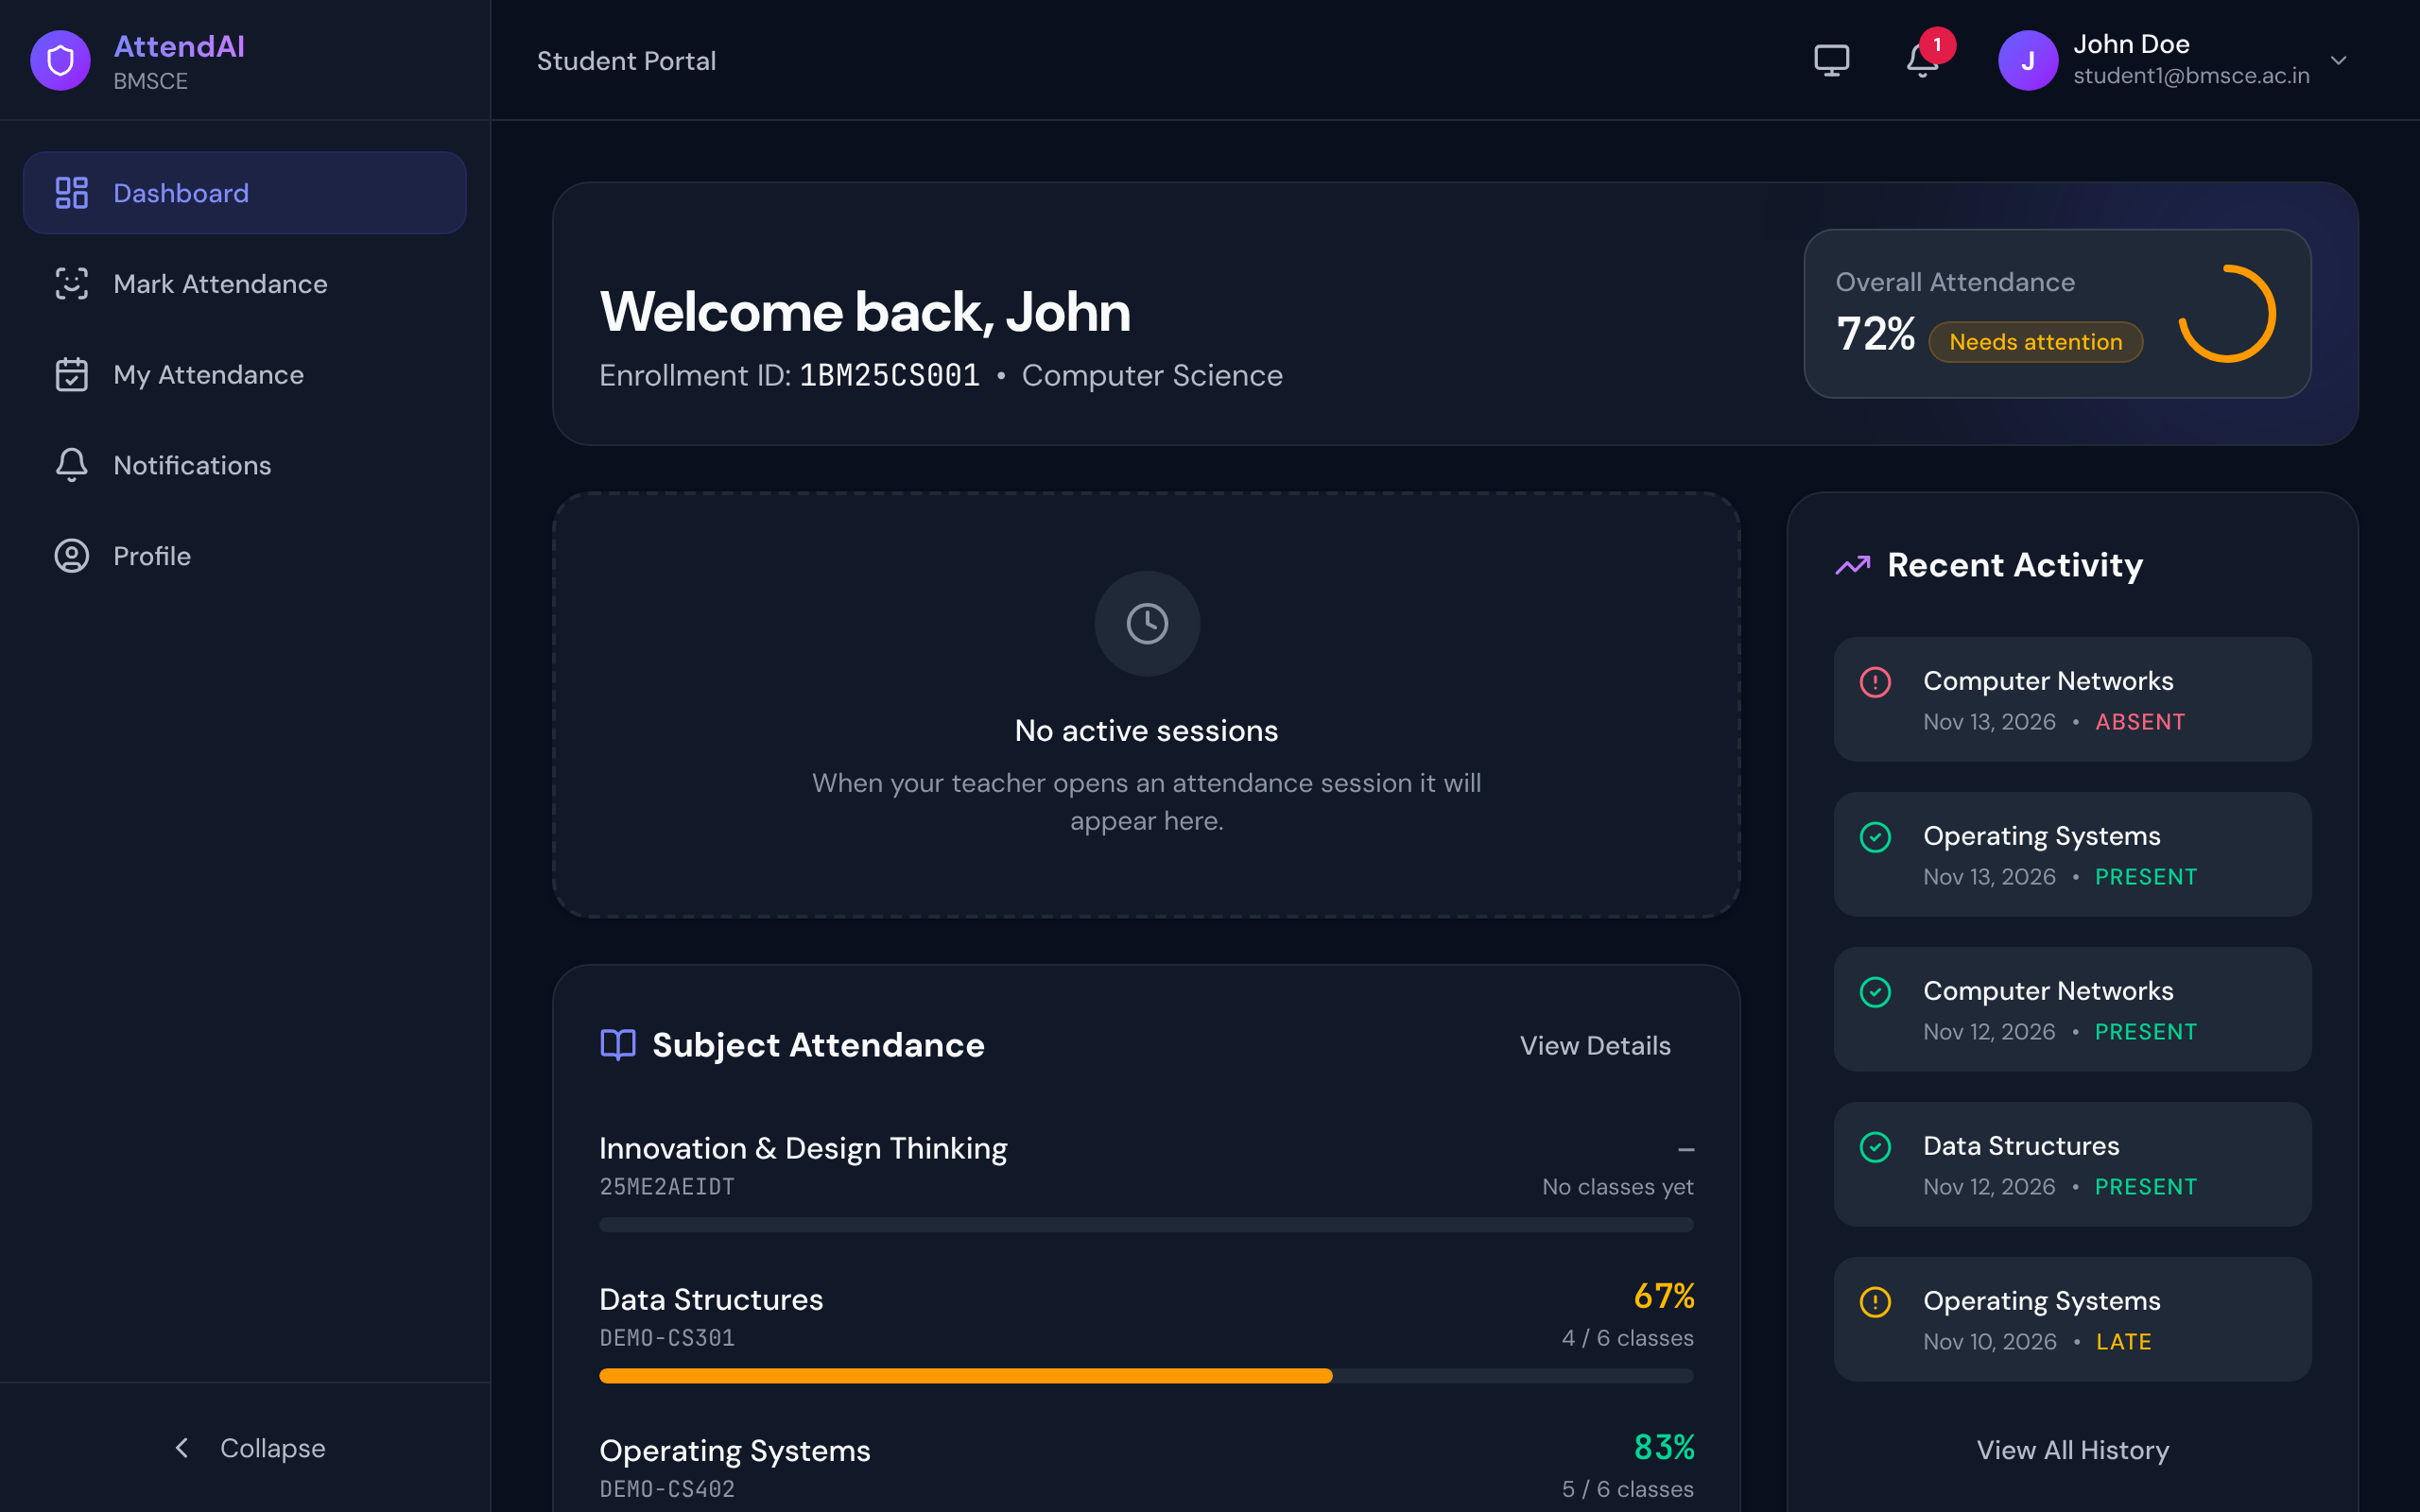 AttendAI
BMSCE
Student Portal
1
J
John Doe
student1@bmsce.ac.in
Dashboard
Mark Attendance
My Attendance
Notifications
Profile
Collapse
Welcome back, John
Enrollment ID: 1BM25CS001 • Computer Science
Overall Attendance
72% Needs attention
No active sessions
When your teacher opens an attendance session it will
appear here.
Subject Attendance
View Details
Innovation & Design Thinking
–
25ME2AEIDT
No classes yet
Data Structures
67%
DEMO-CS301
4 / 6 classes
Operating Systems
83%
DEMO-CS402
5 / 6 classes
Recent Activity
Computer Networks
Nov 13, 2026 • ABSENT
Operating Systems
Nov 13, 2026 • PRESENT
Computer Networks
Nov 12, 2026 • PRESENT
Data Structures
Nov 12, 2026 • PRESENT
Operating Systems
Nov 10, 2026 • LATE
View All History